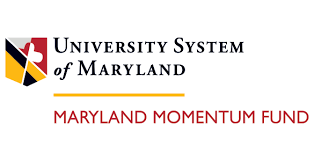 UNIVERSITY SYSTEM
of MARYLAND
MARYLAND MOMENTUM FUND